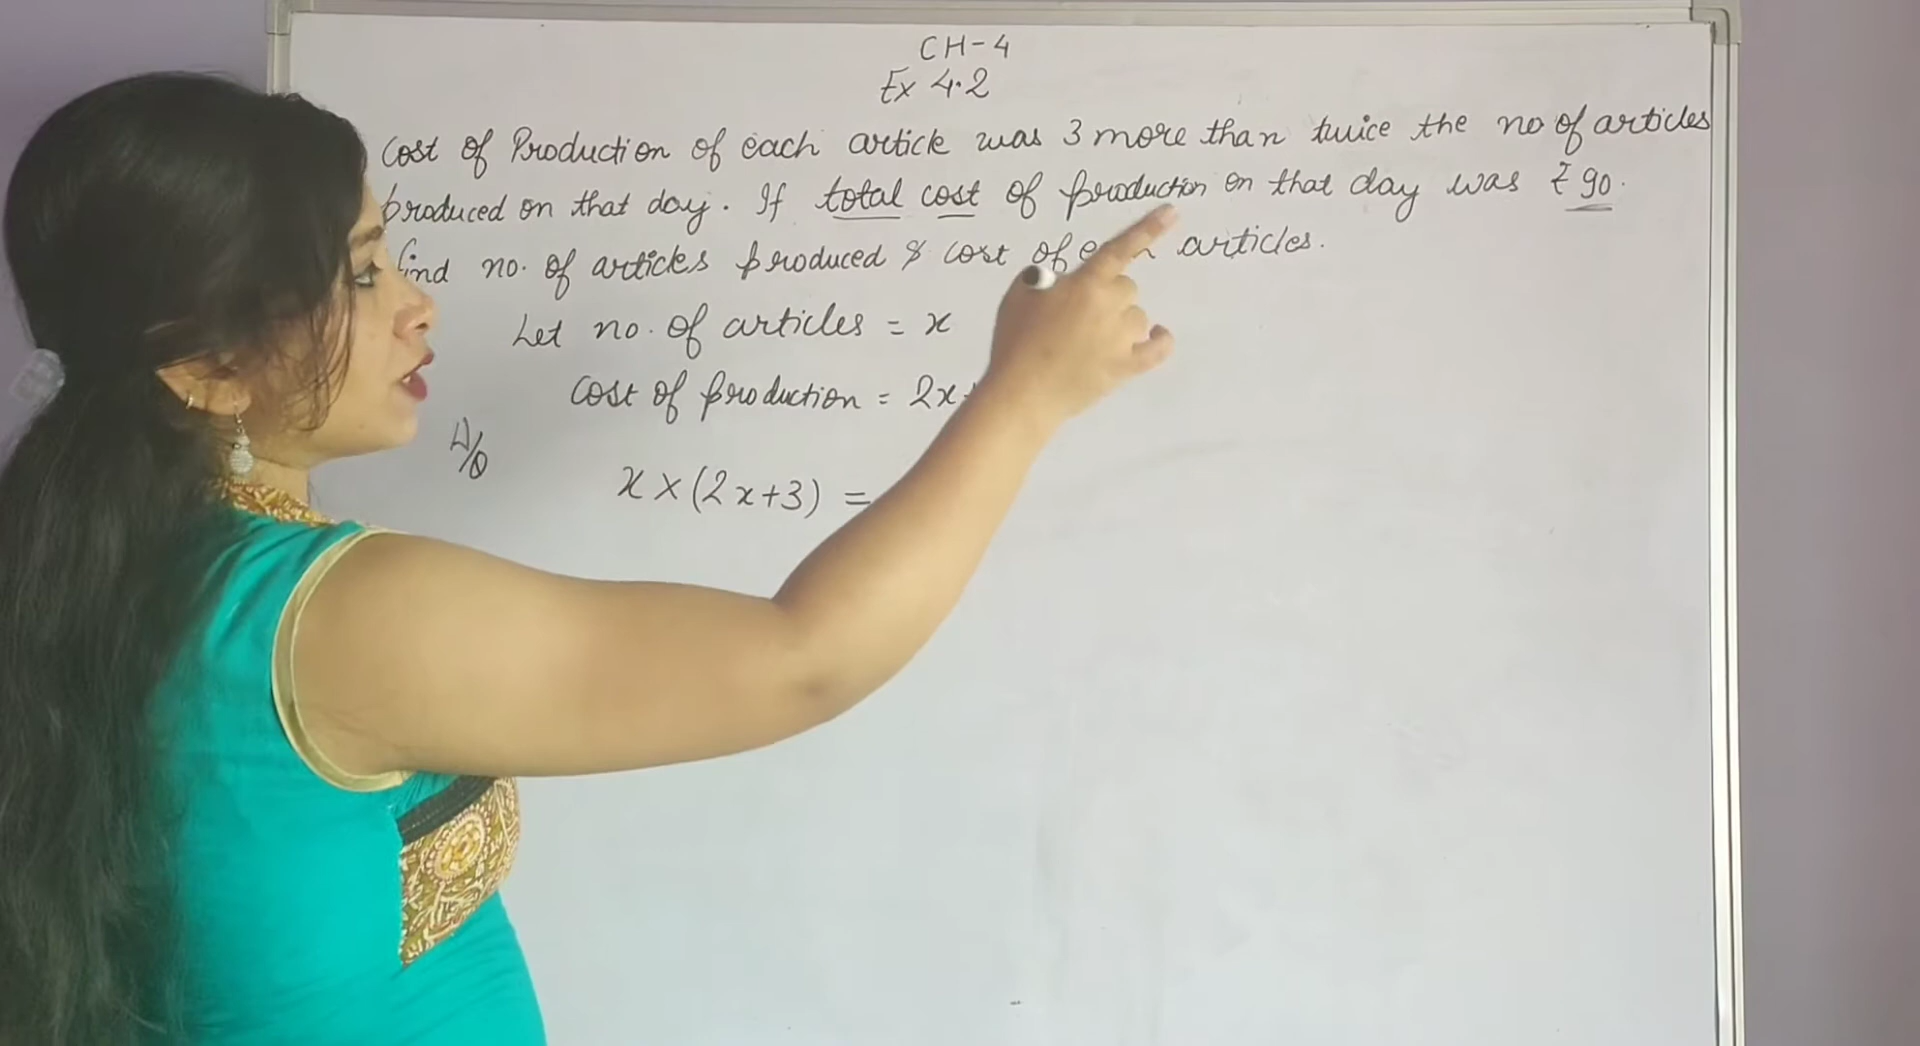 CH-4
Ex 4.2
Cost of Production of each article was 3 more than twice the no of articles
produced on that day. If total cost of production on that day was ₹ 90.
find no. of articles produced & cost of articles.
Let no. of articles = x
Cost of production = 2x
A/Q
x × (2x+3) =